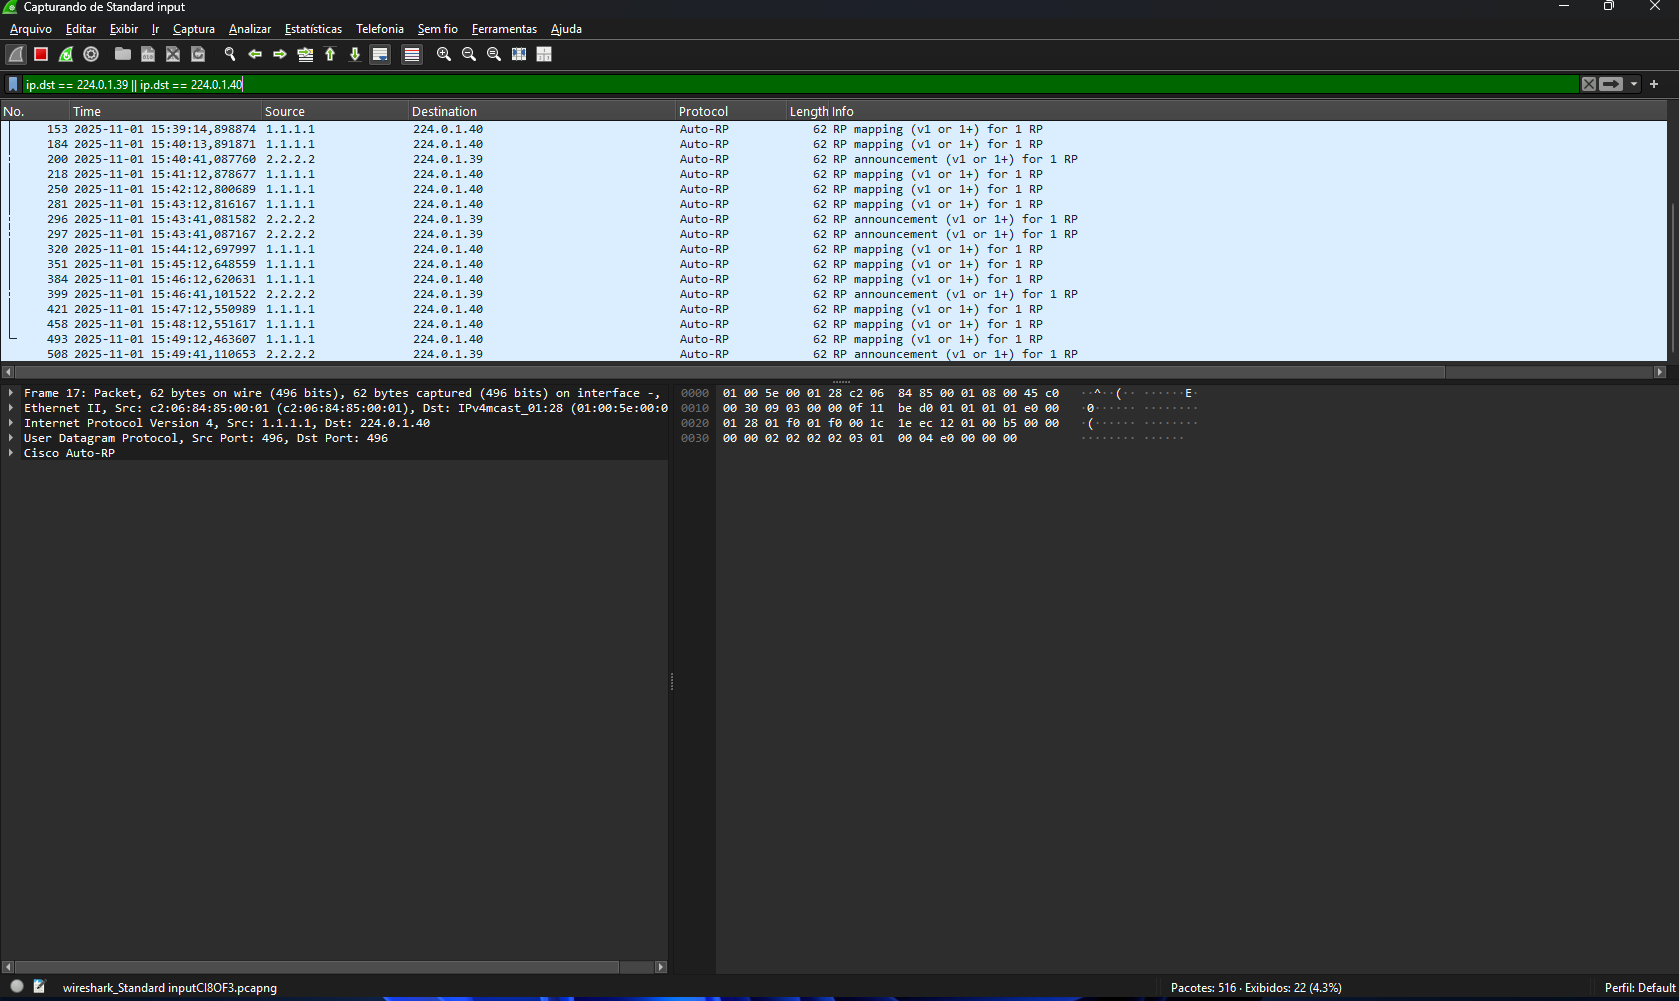 Capturando de Standard input
Arquivo Editar Exibir Ir Captura Analizar Estatísticas Telefonia Sem fio Ferramentas Ajuda
ip.dst == 224.0.1.39 || ip.dst == 224.0.1.40
No. Time Source Destination Protocol Length Info
153 2025-11-01 15:39:14,898874 1.1.1.1 224.0.1.40 Auto-RP 62 RP mapping (v1 or 1+) for 1 RP
184 2025-11-01 15:40:13,891871 1.1.1.1 224.0.1.40 Auto-RP 62 RP mapping (v1 or 1+) for 1 RP
200 2025-11-01 15:40:41,087760 2.2.2.2 224.0.1.39 Auto-RP 62 RP announcement (v1 or 1+) for 1 RP
218 2025-11-01 15:41:12,878677 1.1.1.1 224.0.1.40 Auto-RP 62 RP mapping (v1 or 1+) for 1 RP
250 2025-11-01 15:42:12,800689 1.1.1.1 224.0.1.40 Auto-RP 62 RP mapping (v1 or 1+) for 1 RP
281 2025-11-01 15:43:12,816167 1.1.1.1 224.0.1.40 Auto-RP 62 RP mapping (v1 or 1+) for 1 RP
296 2025-11-01 15:43:41,081582 2.2.2.2 224.0.1.39 Auto-RP 62 RP announcement (v1 or 1+) for 1 RP
297 2025-11-01 15:43:41,087167 2.2.2.2 224.0.1.39 Auto-RP 62 RP announcement (v1 or 1+) for 1 RP
320 2025-11-01 15:44:12,697997 1.1.1.1 224.0.1.40 Auto-RP 62 RP mapping (v1 or 1+) for 1 RP
351 2025-11-01 15:45:12,648559 1.1.1.1 224.0.1.40 Auto-RP 62 RP mapping (v1 or 1+) for 1 RP
384 2025-11-01 15:46:12,620631 1.1.1.1 224.0.1.40 Auto-RP 62 RP mapping (v1 or 1+) for 1 RP
399 2025-11-01 15:46:41,101522 2.2.2.2 224.0.1.39 Auto-RP 62 RP announcement (v1 or 1+) for 1 RP
421 2025-11-01 15:47:12,550989 1.1.1.1 224.0.1.40 Auto-RP 62 RP mapping (v1 or 1+) for 1 RP
458 2025-11-01 15:48:12,551617 1.1.1.1 224.0.1.40 Auto-RP 62 RP mapping (v1 or 1+) for 1 RP
493 2025-11-01 15:49:12,463607 1.1.1.1 224.0.1.40 Auto-RP 62 RP mapping (v1 or 1+) for 1 RP
508 2025-11-01 15:49:41,110653 2.2.2.2 224.0.1.39 Auto-RP 62 RP announcement (v1 or 1+) for 1 RP
Frame 17: Packet, 62 bytes on wire (496 bits), 62 bytes captured (496 bits) on interface -,
Ethernet II, Src: c2:06:84:85:00:01 (c2:06:84:85:00:01), Dst: IPv4mcast_01:28 (01:00:5e:00:0
Internet Protocol Version 4, Src: 1.1.1.1, Dst: 224.0.1.40
User Datagram Protocol, Src Port: 496, Dst Port: 496
Cisco Auto-RP
0000 01 00 5e 00 01 28 c2 06 84 85 00 01 08 00 45 c0 ··^··(·· ······E·
0010 00 30 09 03 00 00 0f 11 be d0 01 01 01 01 e0 00 ·0······ ········
0020 01 28 01 f0 01 f0 00 1c 1e ec 12 01 00 b5 00 00 ·(······ ········
0030 00 00 02 02 02 02 03 01 00 04 e0 00 00 00 ········ ······
wireshark_Standard inputCI8OF3.pcapng
Pacotes: 516 · Exibidos: 22 (4.3%)
Perfil: Default